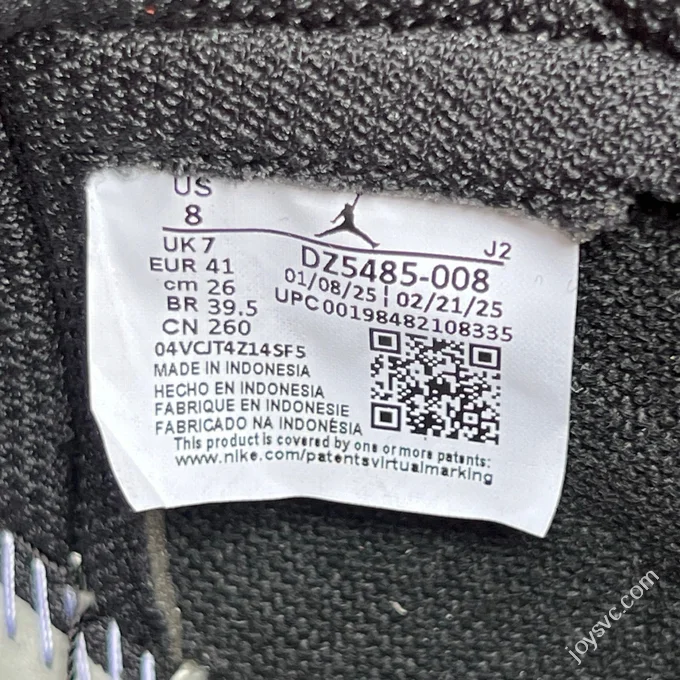 US
8
UK 7
EUR 41
cm 26
BR 39.5
CN 260
J2
DZ5485-008
01/08/25 | 02/21/25
UPC00198482108335
04VCJT4Z14SF5
MADE IN INDONESIA
HECHO EN INDONESIA
FABRIQUE EN INDONESIE
FABRICADO NA INDONÉSIA
This product is covered by one or more patents:
www.nike.com/patentsvirtualmarking
joysvc.com